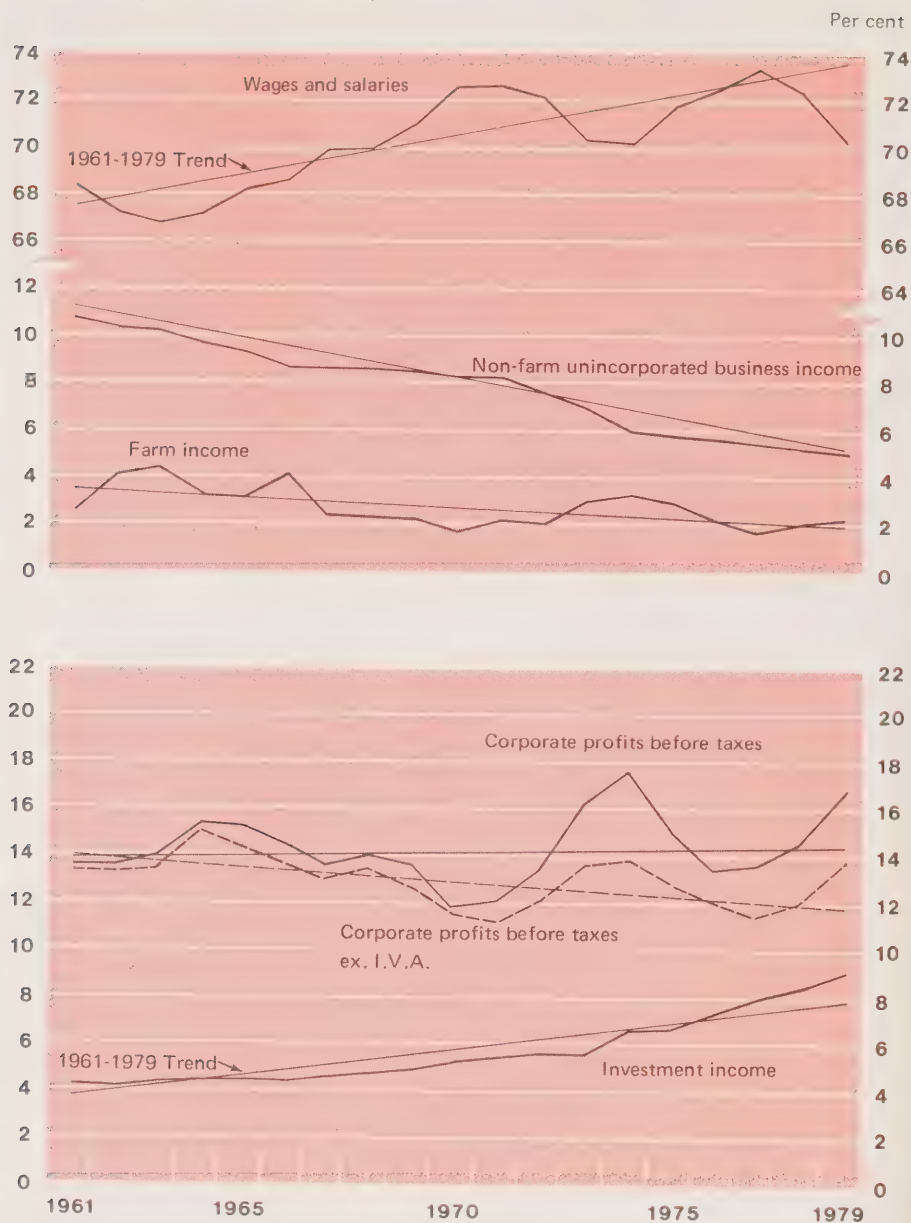 Per cent
74 74
Wages and salaries
72 72
70 70
1961-1979 Trend
68 68
66 66
12 64
10 10
Non-farm unincorporated business income
8 8
6 6
Farm income
4 4
2 2
0 0
22 22
20 20
Corporate profits before taxes
18 18
16 16
14 14
12 12
Corporate profits before taxes
ex. I.V.A.
10 10
8 8
1961-1979 Trend
6 6
Investment income
4 4
2 2
0 0
1961 1965 1970 1975 1979